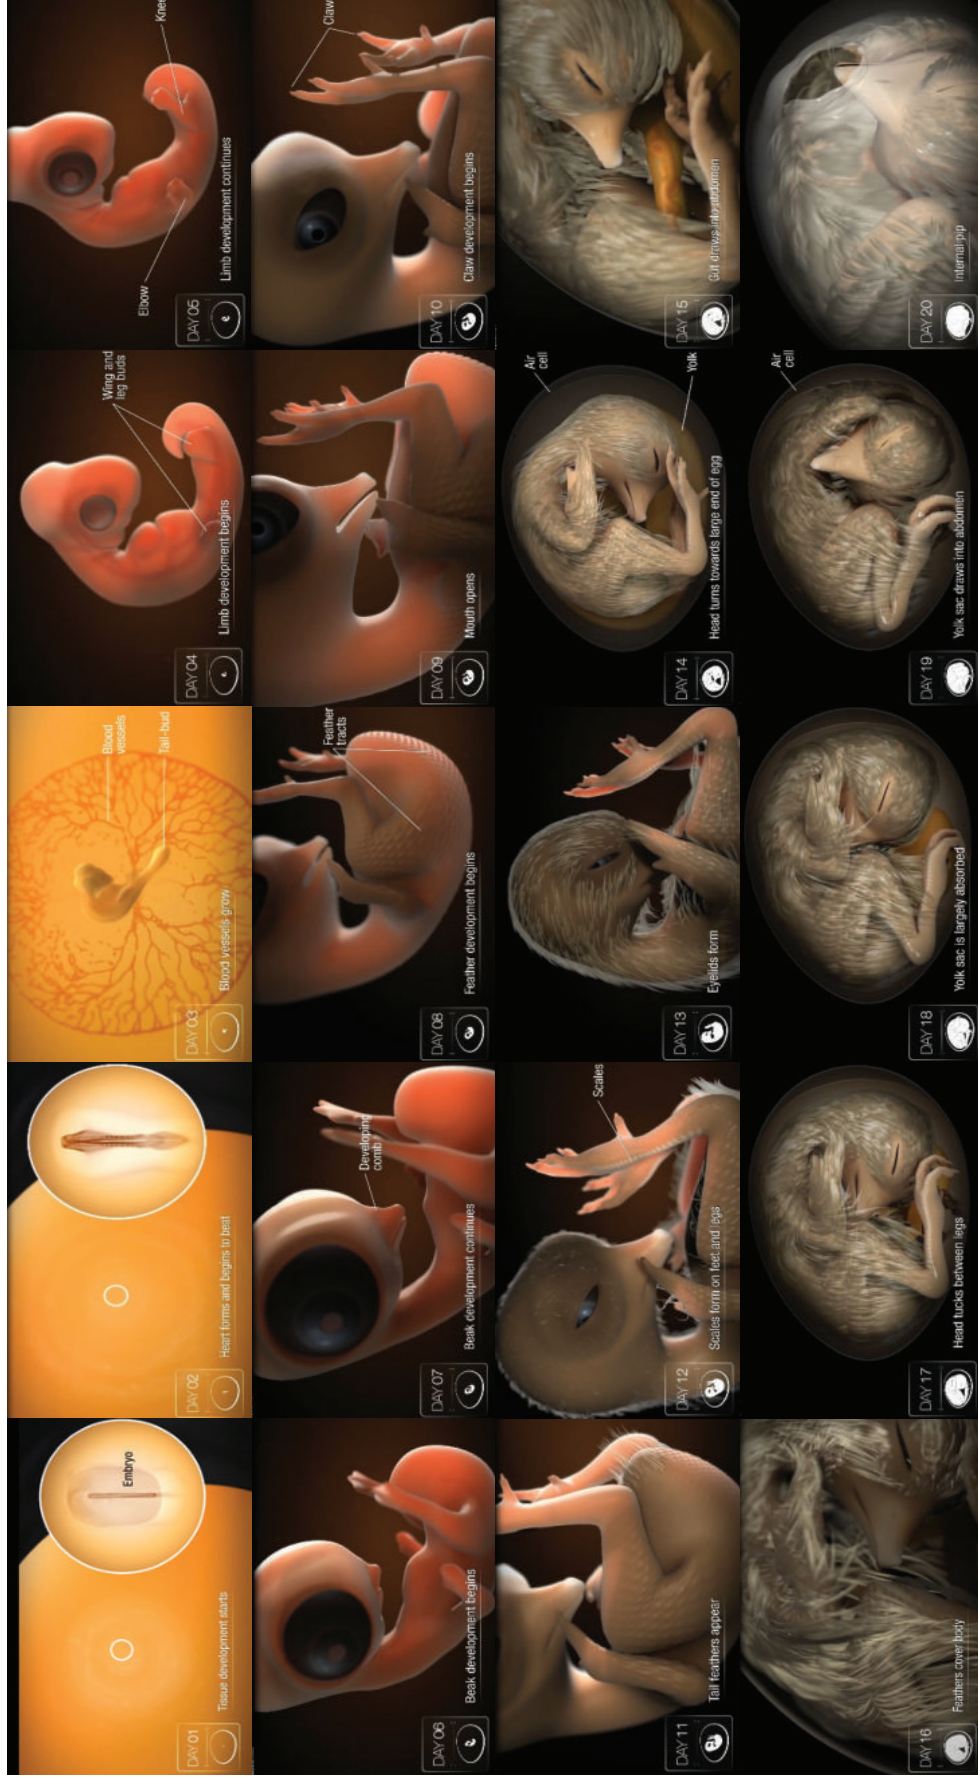 DAY 01
Embryo
Tissue development starts
DAY 02
Heart forms and begins to beat
DAY 03
Blood
vessels
Tail-bud
Blood vessels grow
DAY 04
Wing and
leg buds
Limb development begins
DAY 05
Elbow
Knee
Limb development continues
DAY 06
Beak development begins
DAY 07
Developing
comb
Beak development continues
DAY 08
Feather
tracts
Feather development begins
DAY 09
Mouth opens
DAY 10
Claw
Claw development begins
DAY 11
Tail feathers appear
DAY 12
Scales
Scales form on feet and legs
DAY 13
Eyelids form
DAY 14
Air
cell
Yolk
Head turns towards large end of egg
DAY 15
Gut draws into abdomen
DAY 16
Feathers cover body
DAY 17
Head tucks between legs
DAY 18
Yolk sac is largely absorbed
DAY 19
Air
cell
Yolk sac draws into abdomen
DAY 20
Internal pip